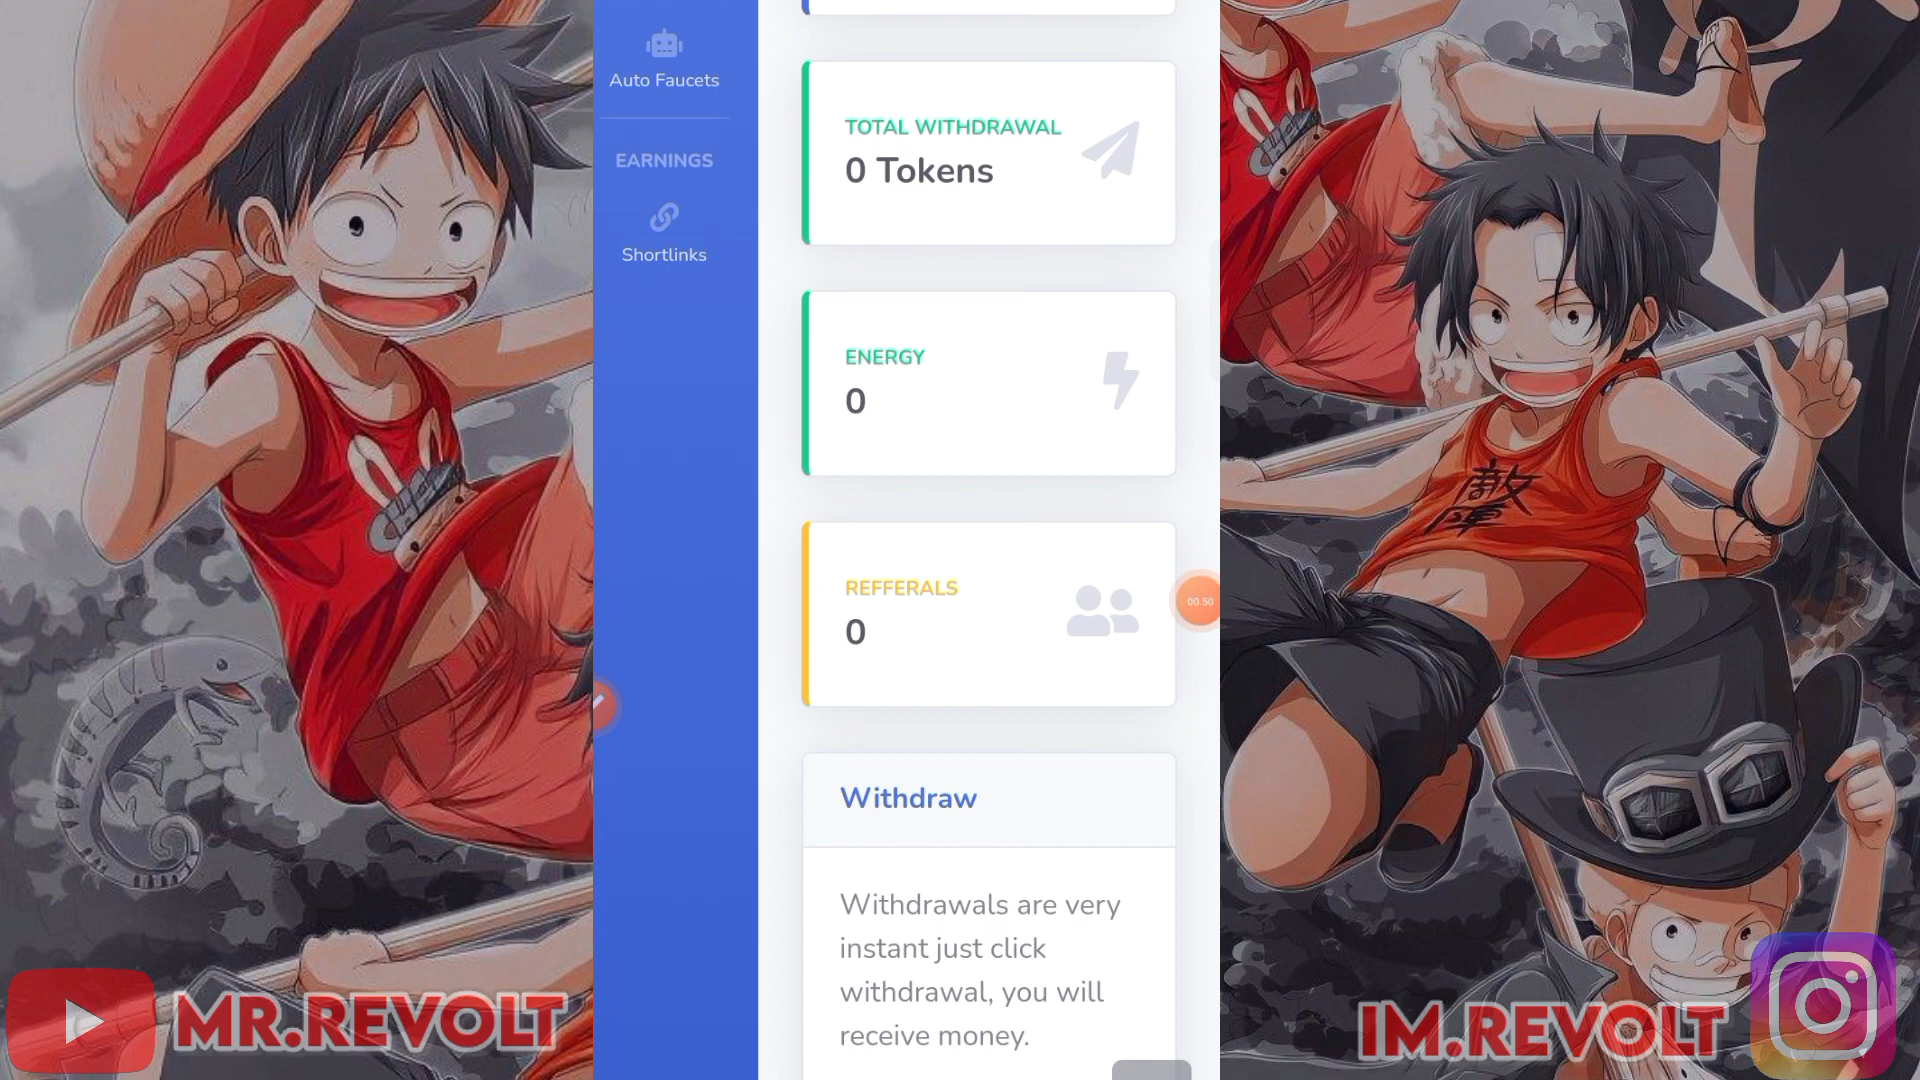 Auto Faucets
EARNINGS
Shortlinks
TOTAL WITHDRAWAL
0 Tokens
ENERGY
0
REFFERALS
0
00:50
Withdraw
Withdrawals are very
instant just click
withdrawal, you will
receive money.
MR.REVOLT
IM.REVOLT